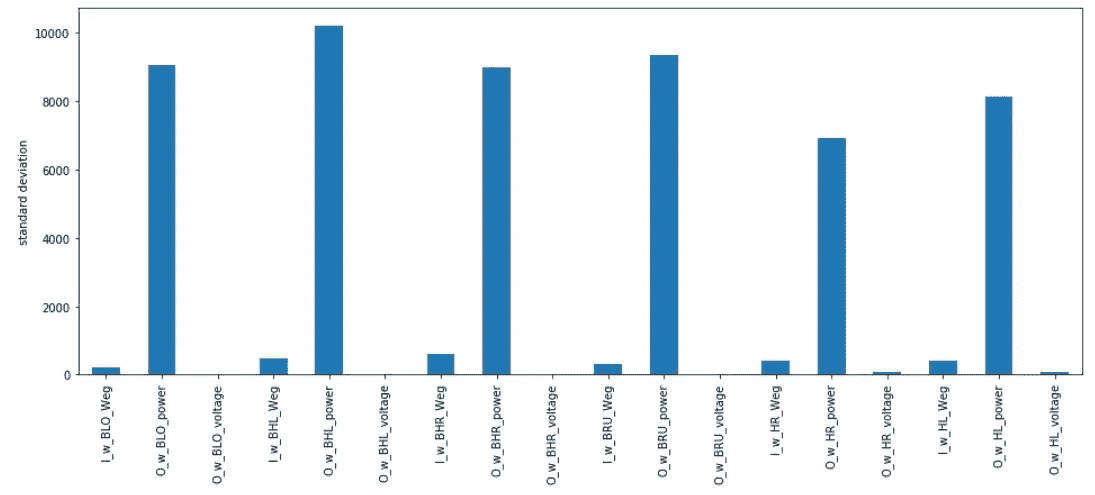 10000
8000
6000
4000
2000
0
standard deviation
I_w_BLO_Weg
O_w_BLO_power
O_w_BLO_voltage
I_w_BHL_Weg
O_w_BHL_power
O_w_BHL_voltage
I_w_BHR_Weg
O_w_BHR_power
O_w_BHR_voltage
I_w_BRU_Weg
O_w_BRU_power
O_w_BRU_voltage
I_w_HR_Weg
O_w_HR_power
O_w_HR_voltage
I_w_HL_Weg
O_w_HL_power
O_w_HL_voltage